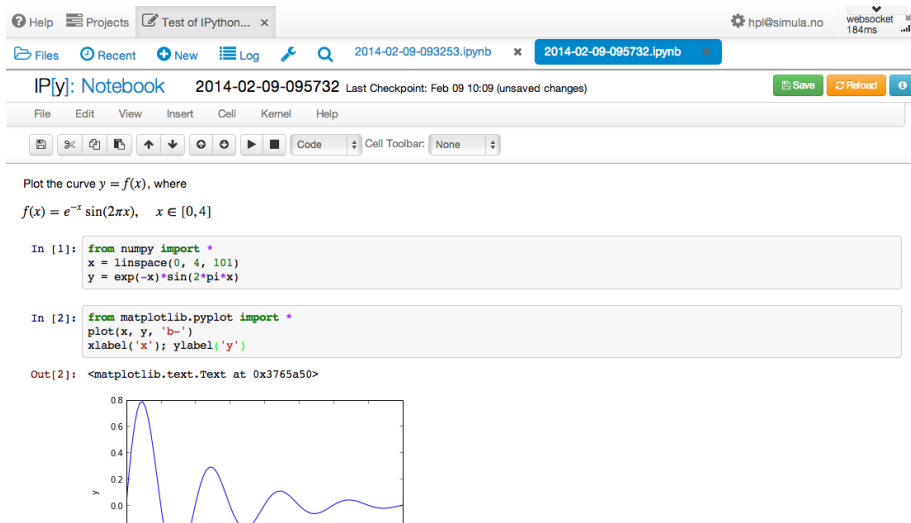 Help Projects Test of IPython... × hpl@simula.no websocket
184ms
Files Recent New Log 2014-02-09-093253.ipynb × 2014-02-09-095732.ipynb ×
IP[y]: Notebook 2014-02-09-095732 Last Checkpoint: Feb 09 10:09 (unsaved changes) Save Reload
File Edit View Insert Cell Kernel Help
Code Cell Toolbar: None
Plot the curve y = f(x), where
f(x) = e^{-x} sin(2πx), x ∈ [0, 4]
In [1]: from numpy import *
x = linspace(0, 4, 101)
y = exp(-x)*sin(2*pi*x)
In [2]: from matplotlib.pyplot import *
plot(x, y, 'b-')
xlabel('x'); ylabel('y')
Out[2]: <matplotlib.text.Text at 0x3765a50>
0.8
0.6
0.4
0.2
y
0.0